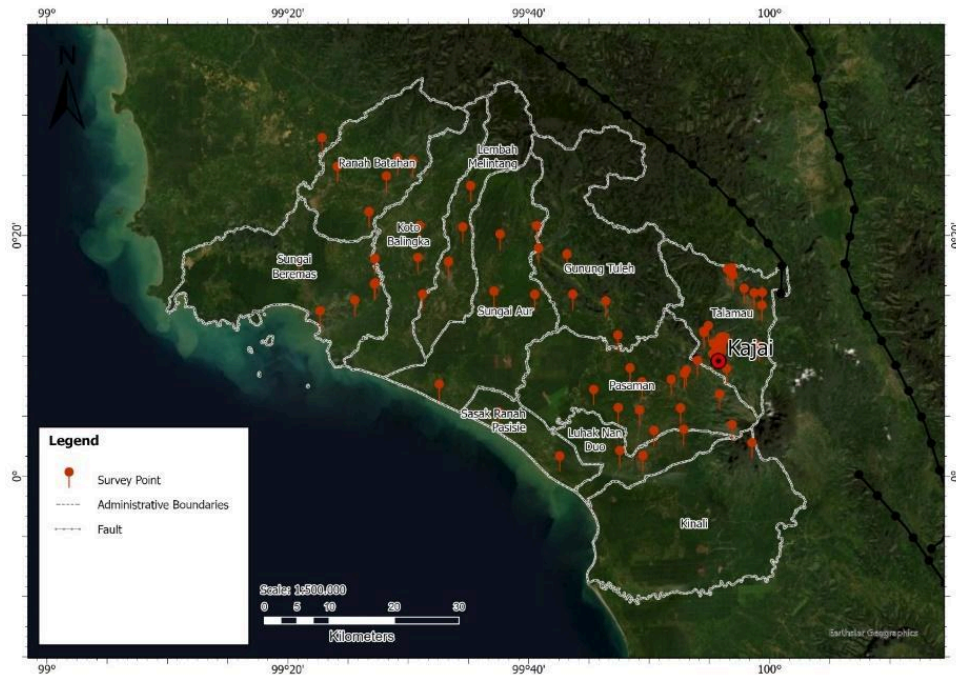 99°
99°20'
99°40'
100°
N
Lembah
Melintang
Ranah Batahan
Koto
Balingka
0°20'
0°20'
Sungai
Beremas
Gunung Tuleh
Sungai Aur
Talamau
Kajai
Pasaman
Sasak Ranah
Pasisie
Luhak Nan
Duo
Legend
Survey Point
Administrative Boundaries
Fault
0°
0°
Kinali
Scale: 1:500.000
0 5 10 20 30
Kilometers
Earthstar Geographics
99°
99°20'
99°40'
100°